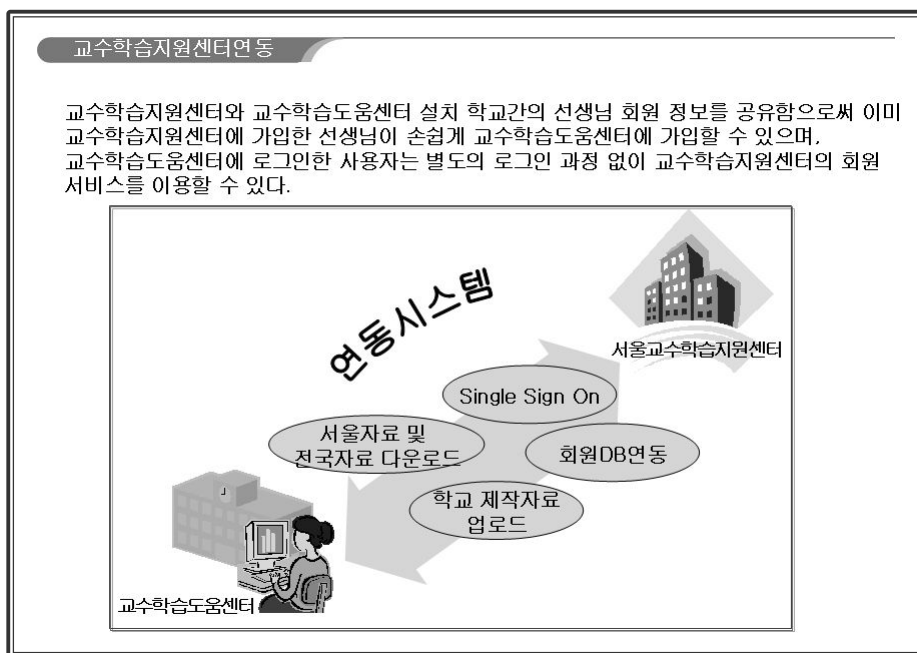 교수학습지원센터연동
교수학습지원센터와 교수학습도움센터 설치 학교간의 선생님 회원 정보를 공유함으로써 이미
교수학습지원센터에 가입한 선생님이 손쉽게 교수학습도움센터에 가입할 수 있으며,
교수학습도움센터에 로그인한 사용자는 별도의 로그인 과정 없이 교수학습지원센터의 회원
서비스를 이용할 수 있다.
연동시스템
서울교수학습지원센터
Single Sign On
서울자료 및
전국자료 다운로드
회원DB연동
학교 제작자료
업로드
교수학습도움센터